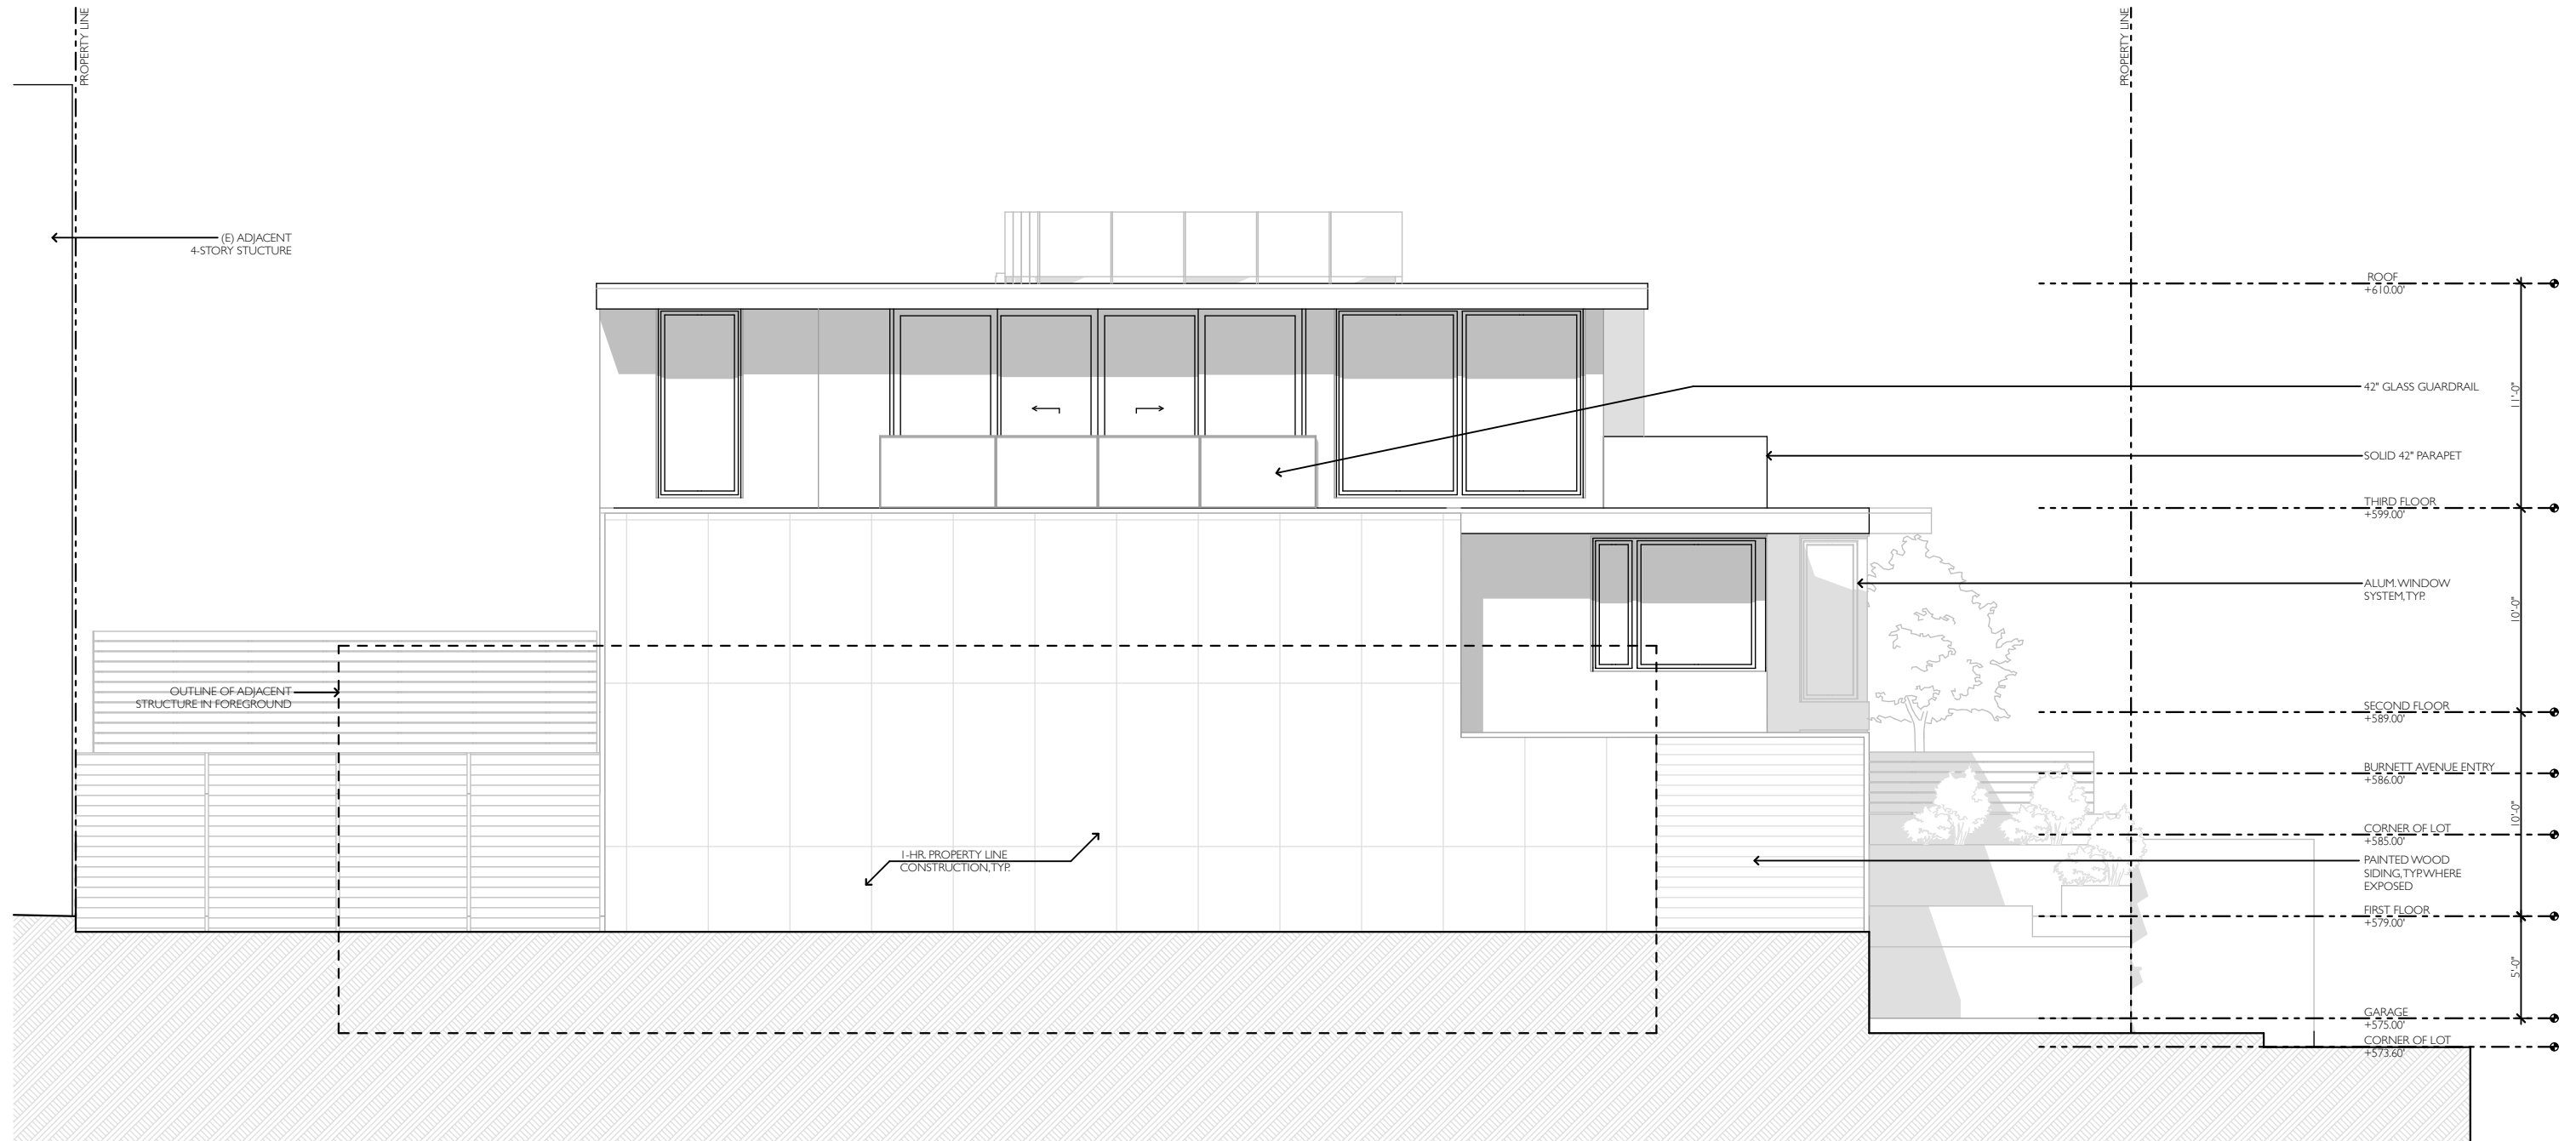 PROPERTY LINE
PROPERTY LINE
(E) ADJACENT
4-STORY STUCTURE
ROOF
+610.00'
11'-0"
42" GLASS GUARDRAIL
SOLID 42" PARAPET
THIRD FLOOR
+599.00'
ALUM. WINDOW
SYSTEM, TYP.
10'-0"
OUTLINE OF ADJACENT
STRUCTURE IN FOREGROUND
SECOND FLOOR
+589.00'
BURNETT AVENUE ENTRY
+586.00'
10'-0"
CORNER OF LOT
+585.00'
1-HR. PROPERTY LINE
CONSTRUCTION, TYP.
PAINTED WOOD
SIDING, TYP. WHERE
EXPOSED
FIRST FLOOR
+579.00'
5'-0"
GARAGE
+575.00'
CORNER OF LOT
+573.60'